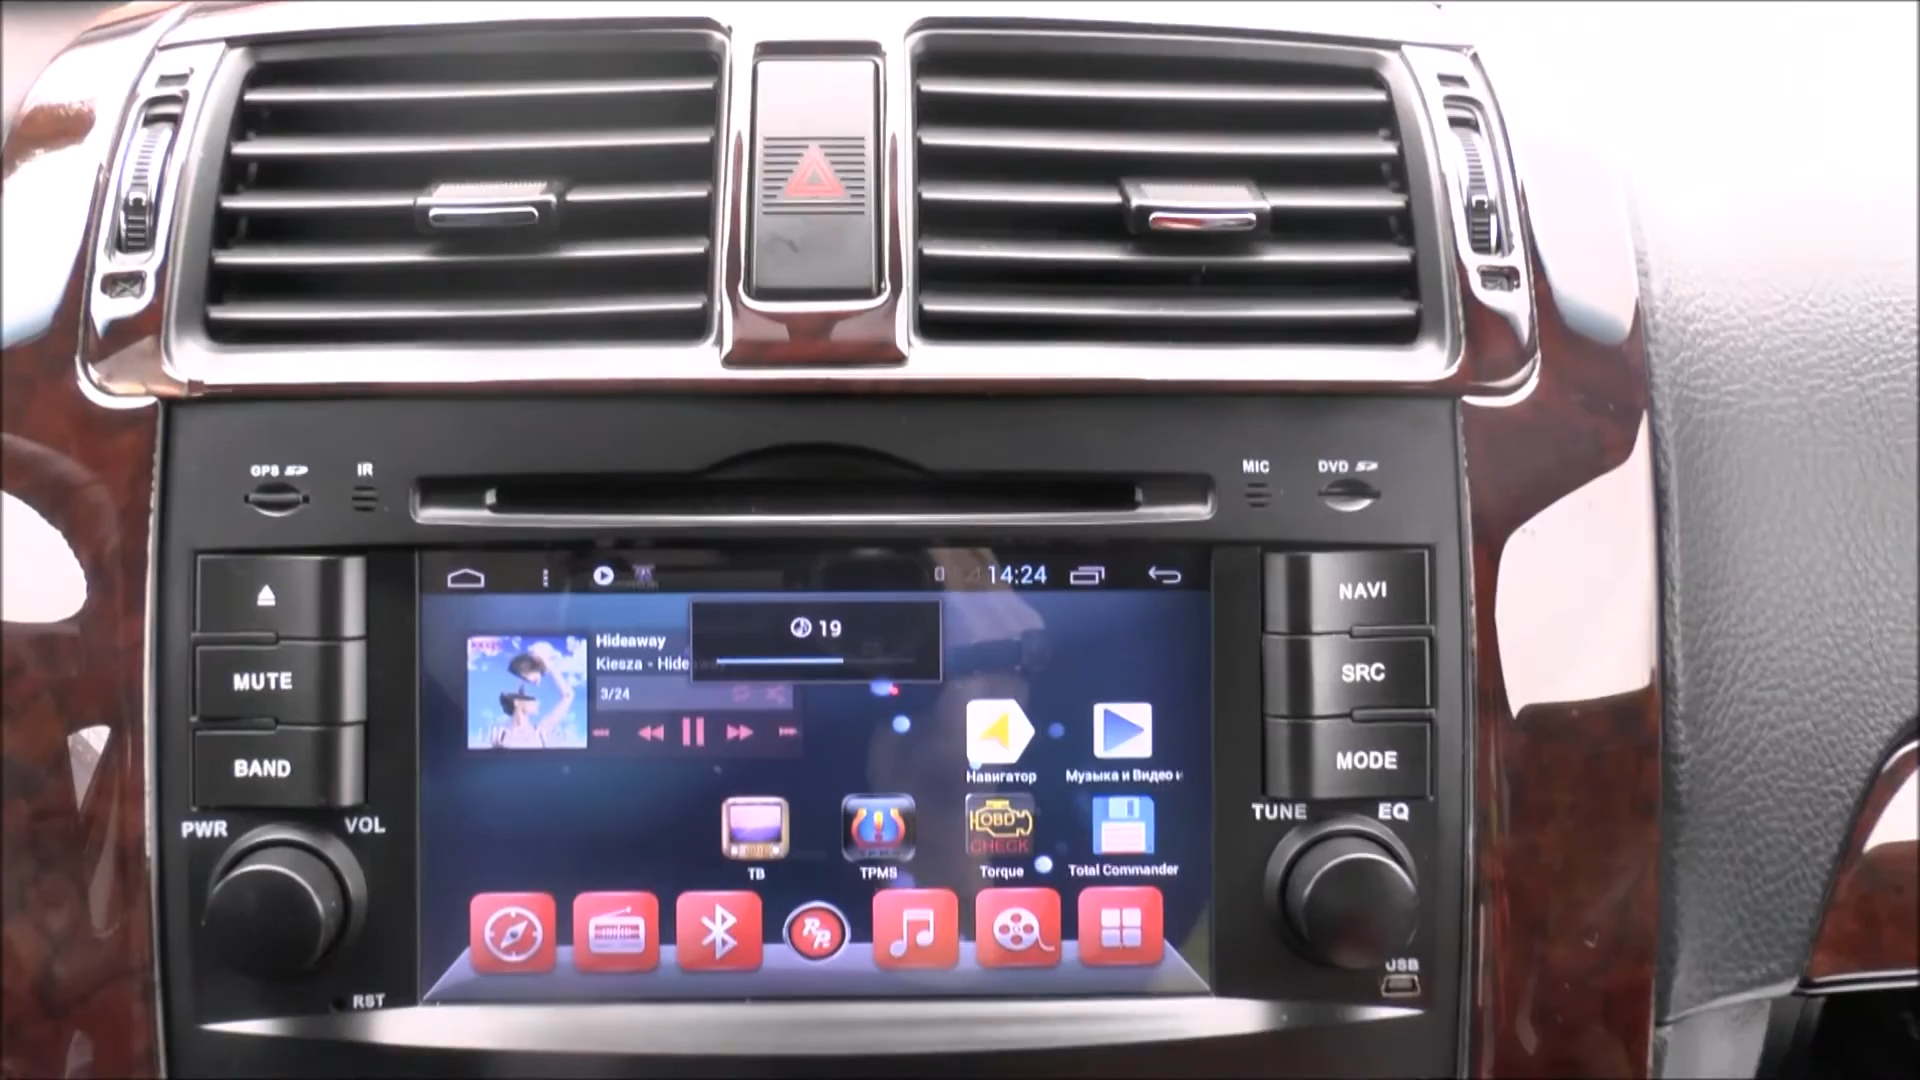 GPS
IR
MIC
DVD
MUTE
BAND
PWR
VOL
RST
14:24
19
Hideaway
Kiesza - Hideaway
3/24
Навигатор
Музыка и Видео и
ТВ
TPMS
OBD
CHECK
Torque
Total Commander
NAVI
SRC
MODE
TUNE
EQ
USB